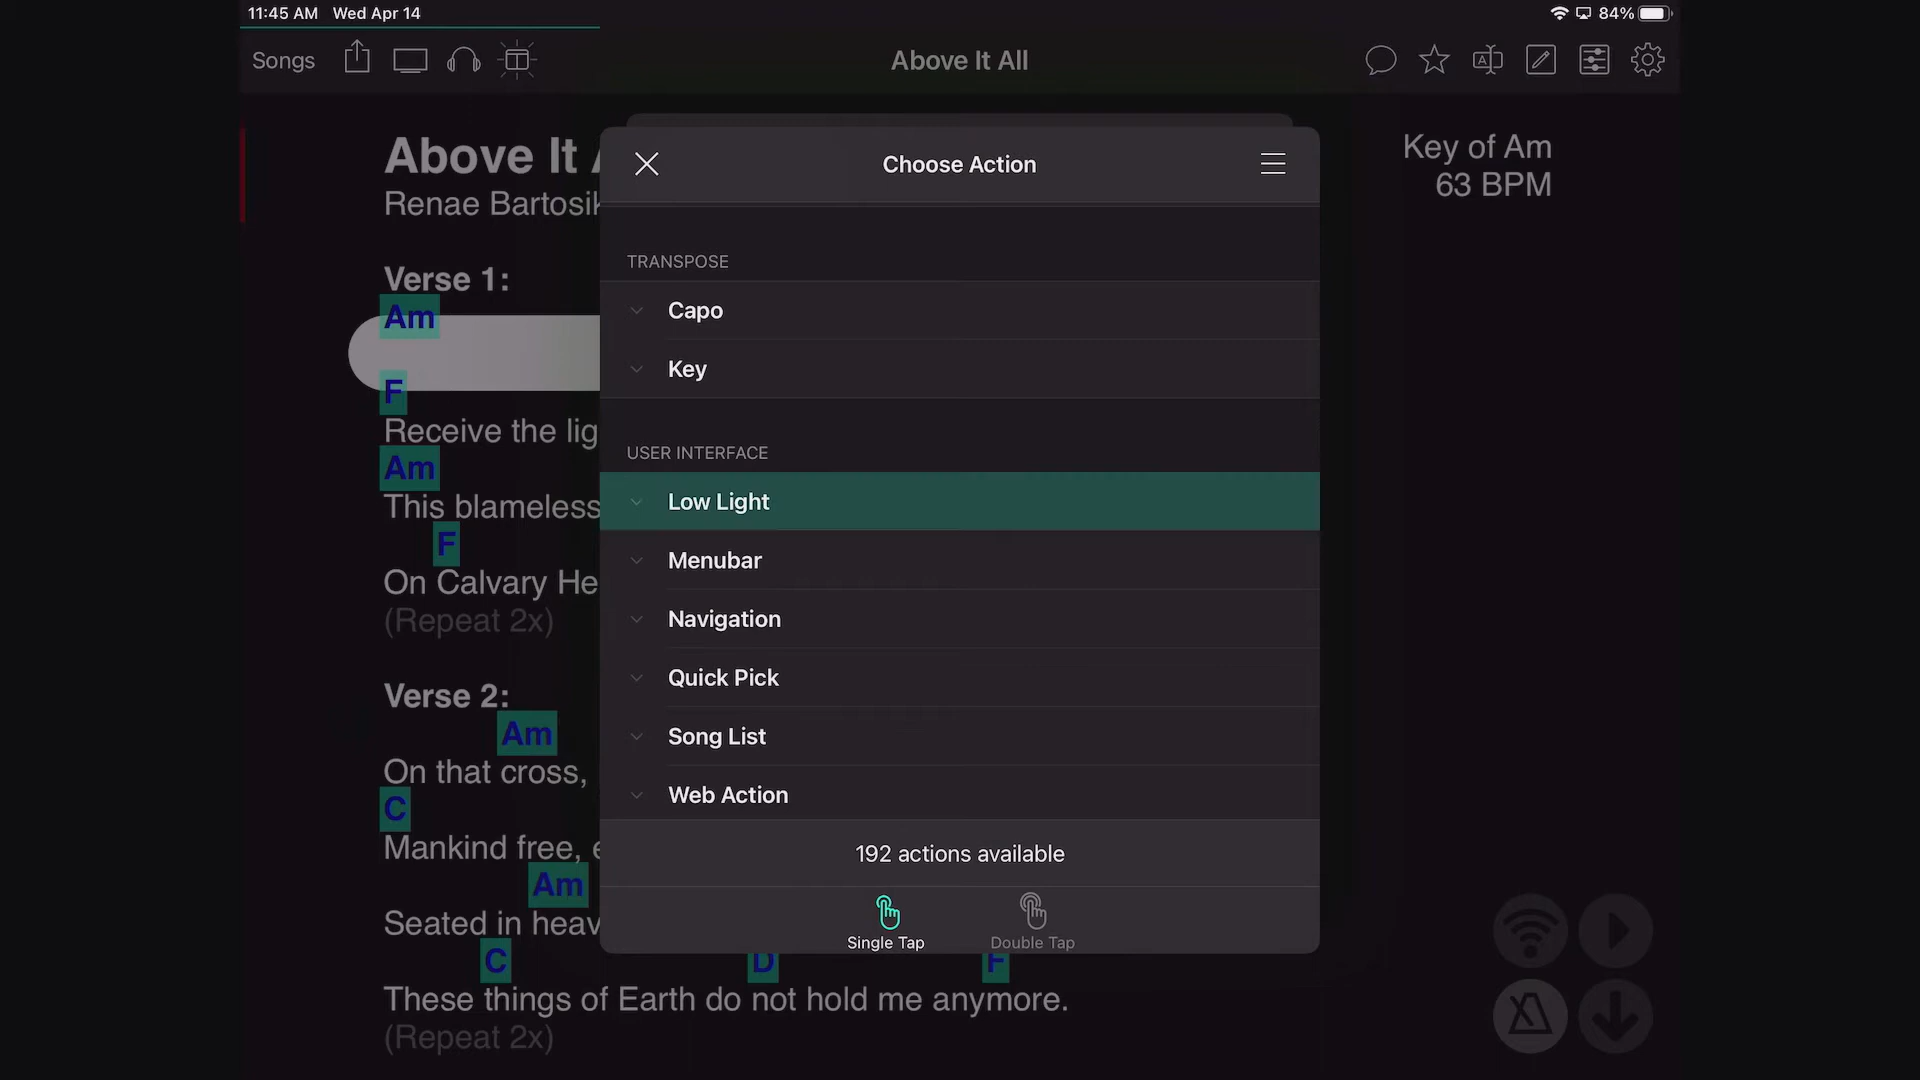 11:45 AM Wed Apr 14
84%
Songs
Above It All
Above It
Renae Bartosik
Key of Am
63 BPM
Verse 1:
Am
F
Receive the lig
Am
This blameless
F
On Calvary He
(Repeat 2x)
Verse 2:
Am
On that cross,
C
Mankind free, e
Am
Seated in heav
C D F
These things of Earth do not hold me anymore.
(Repeat 2x)
Choose Action
TRANSPOSE
Capo
Key
USER INTERFACE
Low Light
Menubar
Navigation
Quick Pick
Song List
Web Action
192 actions available
Single Tap
Double Tap